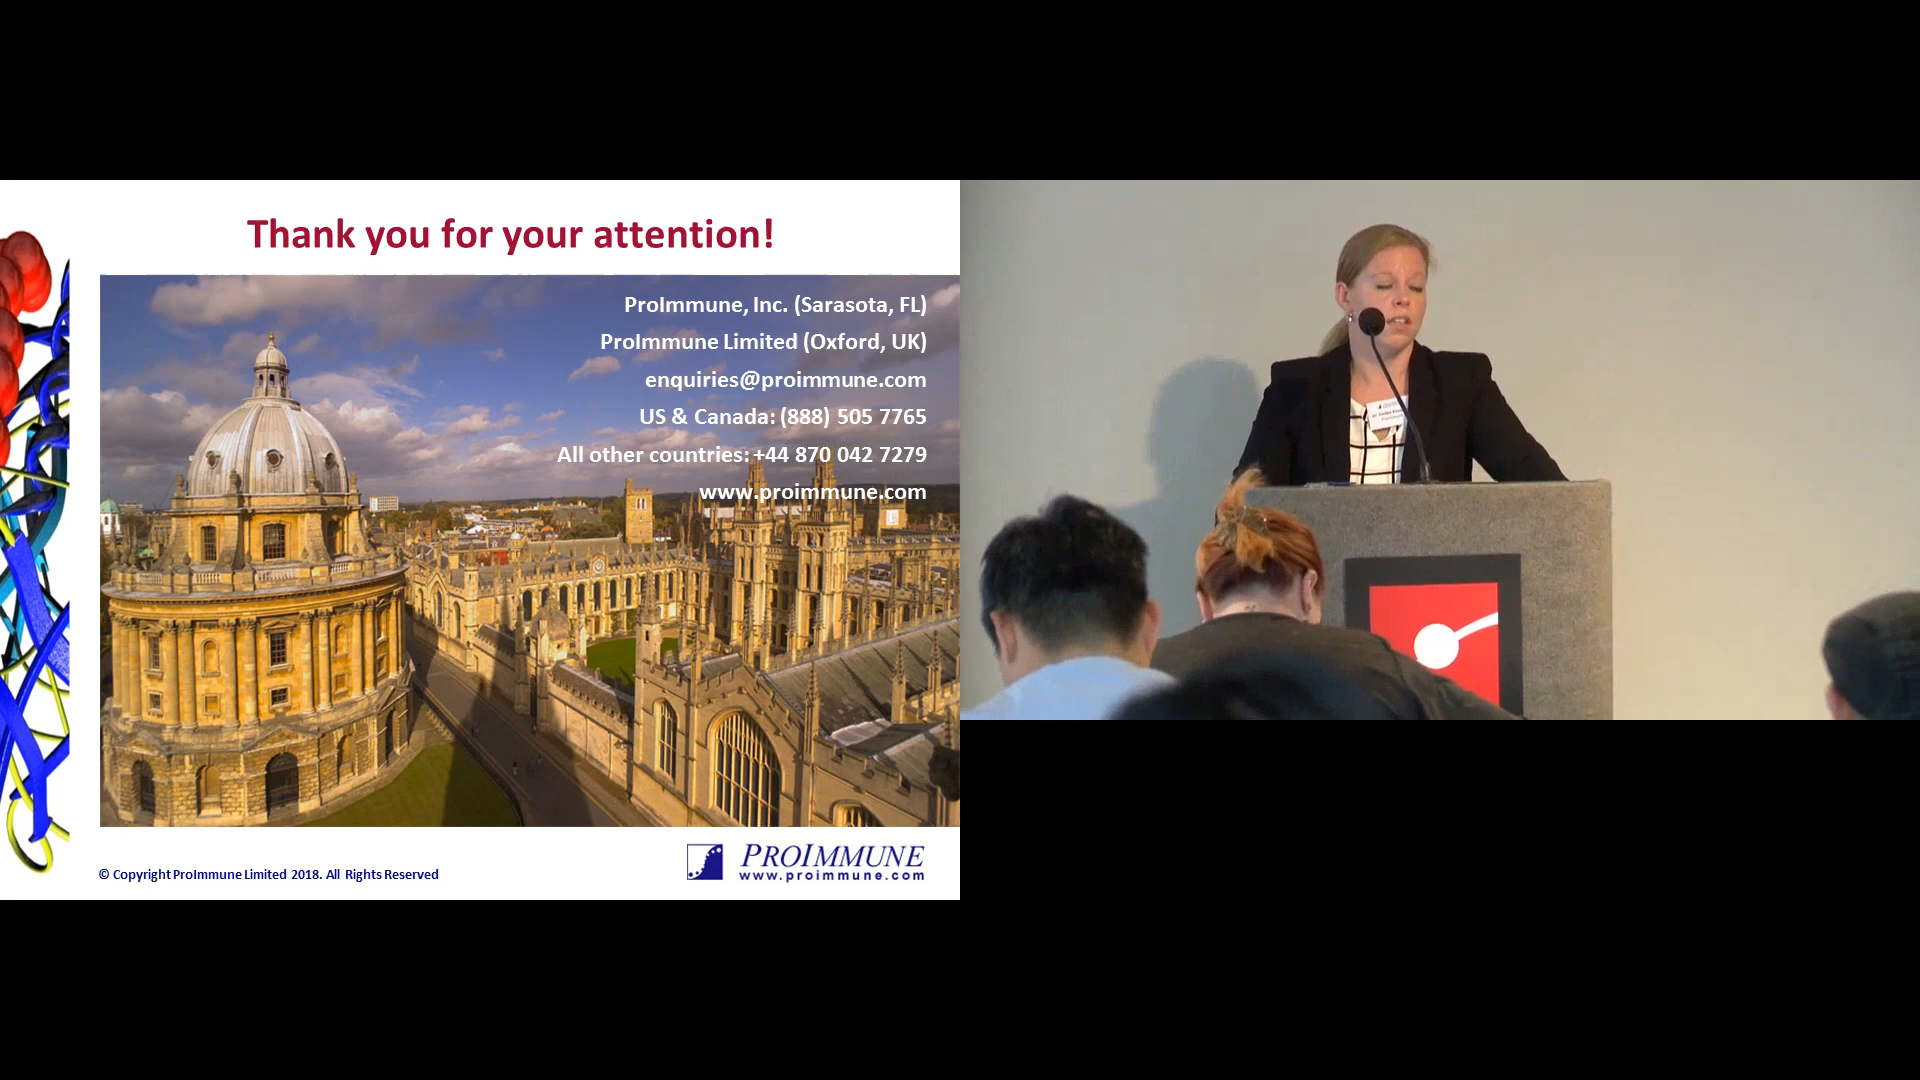 Thank you for your attention!
ProImmune, Inc. (Sarasota, FL)
ProImmune Limited (Oxford, UK)
enquiries@proimmune.com
US & Canada: (888) 505 7765
All other countries: +44 870 042 7279
www.proimmune.com
© Copyright ProImmune Limited 2018. All Rights Reserved
PROIMMUNE
www.proimmune.com